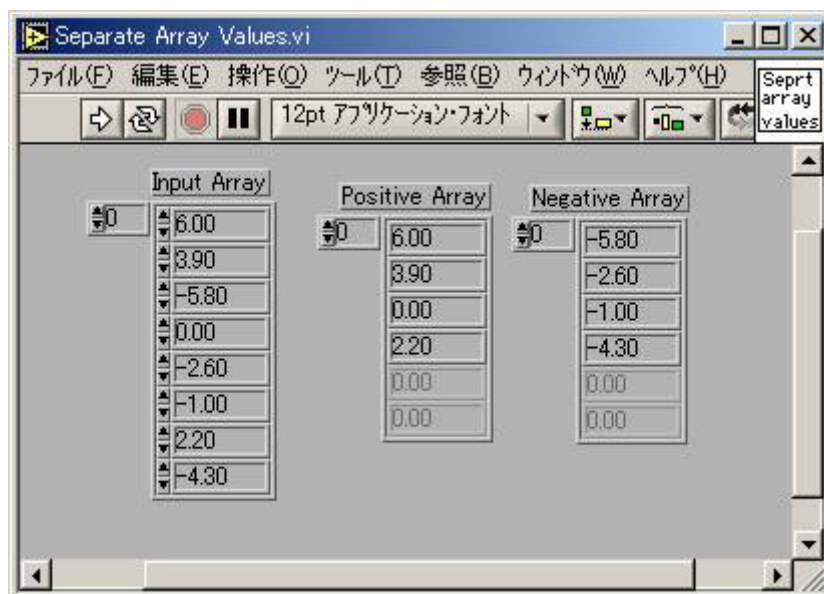 Separate Array Values.vi
ファイル(F) 編集(E) 操作(O) ツール(T) 参照(B) ウィンドウ(W) ヘルプ(H)
Seprt
array
values
12pt アプリケーション・フォント
Input Array
0
6.00
3.90
-5.80
0.00
-2.60
-1.00
2.20
-4.30
Positive Array
0
6.00
3.90
0.00
2.20
0.00
0.00
Negative Array
0
-5.80
-2.60
-1.00
-4.30
0.00
0.00